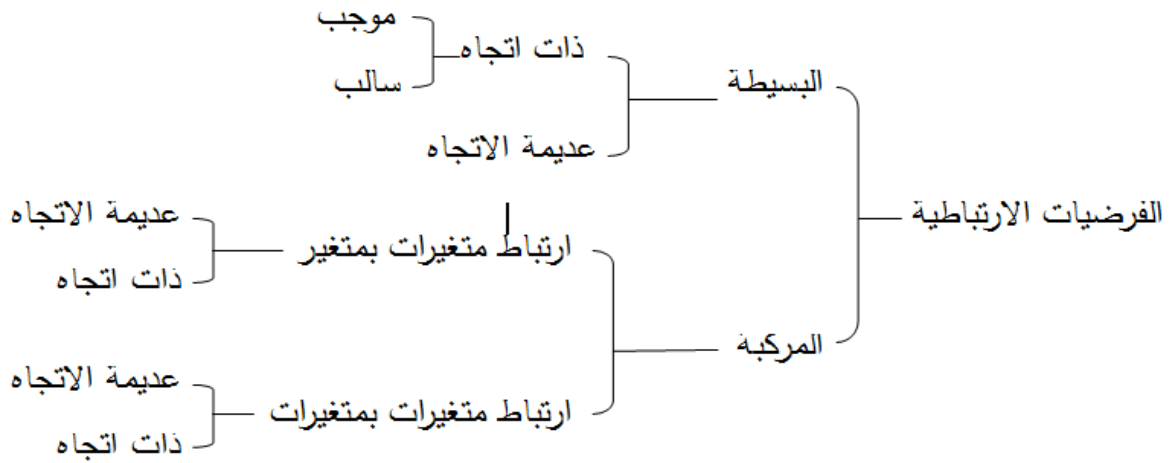 الفرضيات الارتباطية
البسيطة
ذات اتجاه
موجب
سالب
عديمة الاتجاه
المركبة
ارتباط متغيرات بمتغير
عديمة الاتجاه
ذات اتجاه
ارتباط متغيرات بمتغيرات
عديمة الاتجاه
ذات اتجاه